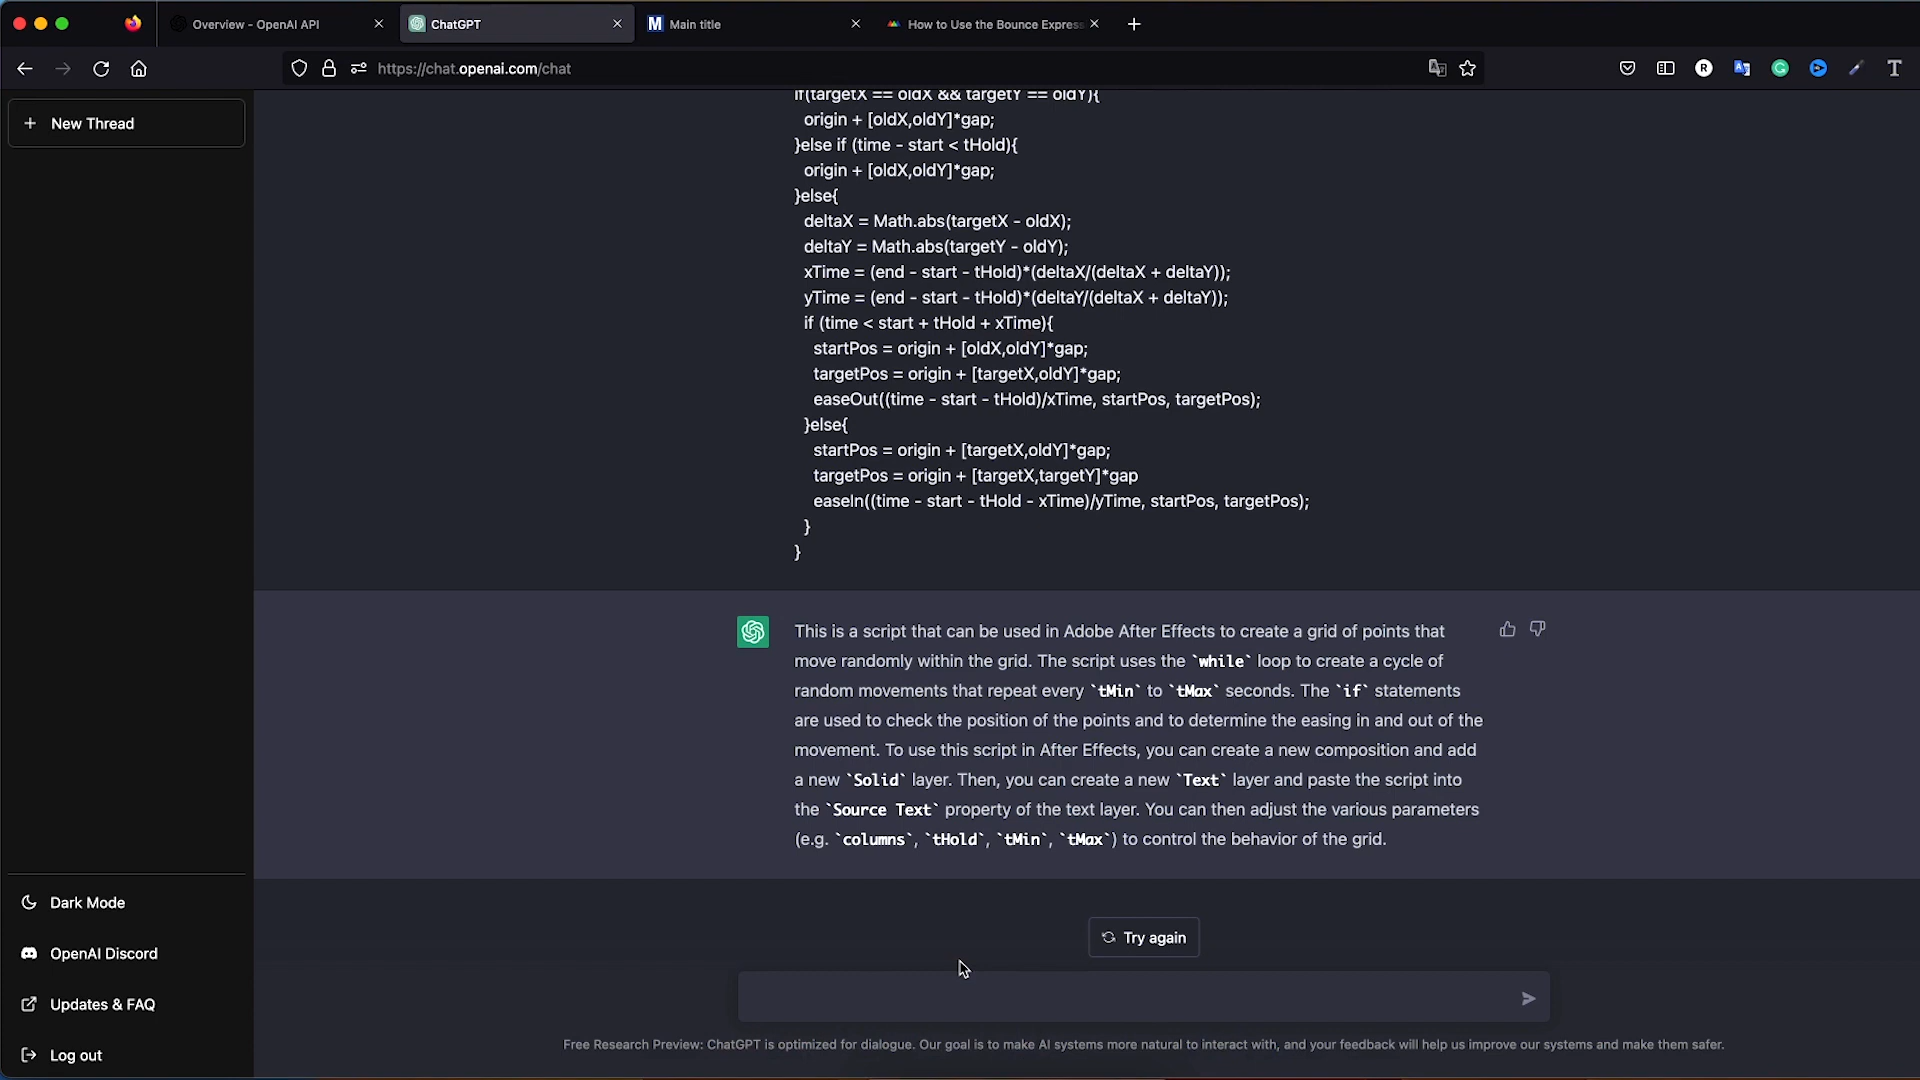 Overview - OpenAI API
ChatGPT
M Main title
How to Use the Bounce Express
https://chat.openai.com/chat
R
T
New Thread
if(targetX == oldX && targetY == oldY){
origin + [oldX,oldY]*gap;
}else if (time - start < tHold){
origin + [oldX,oldY]*gap;
}else{
deltaX = Math.abs(targetX - oldX);
deltaY = Math.abs(targetY - oldY);
xTime = (end - start - tHold)*(deltaX/(deltaX + deltaY));
yTime = (end - start - tHold)*(deltaY/(deltaX + deltaY));
if (time < start + tHold + xTime){
startPos = origin + [oldX,oldY]*gap;
targetPos = origin + [targetX,oldY]*gap;
easeOut((time - start - tHold)/xTime, startPos, targetPos);
}else{
startPos = origin + [targetX,oldY]*gap;
targetPos = origin + [targetX,targetY]*gap
easeIn((time - start - tHold - xTime)/yTime, startPos, targetPos);
}
}
This is a script that can be used in Adobe After Effects to create a grid of points that
move randomly within the grid. The script uses the `while` loop to create a cycle of
random movements that repeat every `tMin` to `tMax` seconds. The `if` statements
are used to check the position of the points and to determine the easing in and out of the
movement. To use this script in After Effects, you can create a new composition and add
a new `Solid` layer. Then, you can create a new `Text` layer and paste the script into
the `Source Text` property of the text layer. You can then adjust the various parameters
(e.g. `columns`, `tHold`, `tMin`, `tMax`) to control the behavior of the grid.
Dark Mode
OpenAI Discord
Updates & FAQ
Log out
Try again
Free Research Preview: ChatGPT is optimized for dialogue. Our goal is to make AI systems more natural to interact with, and your feedback will help us improve our systems and make them safer.